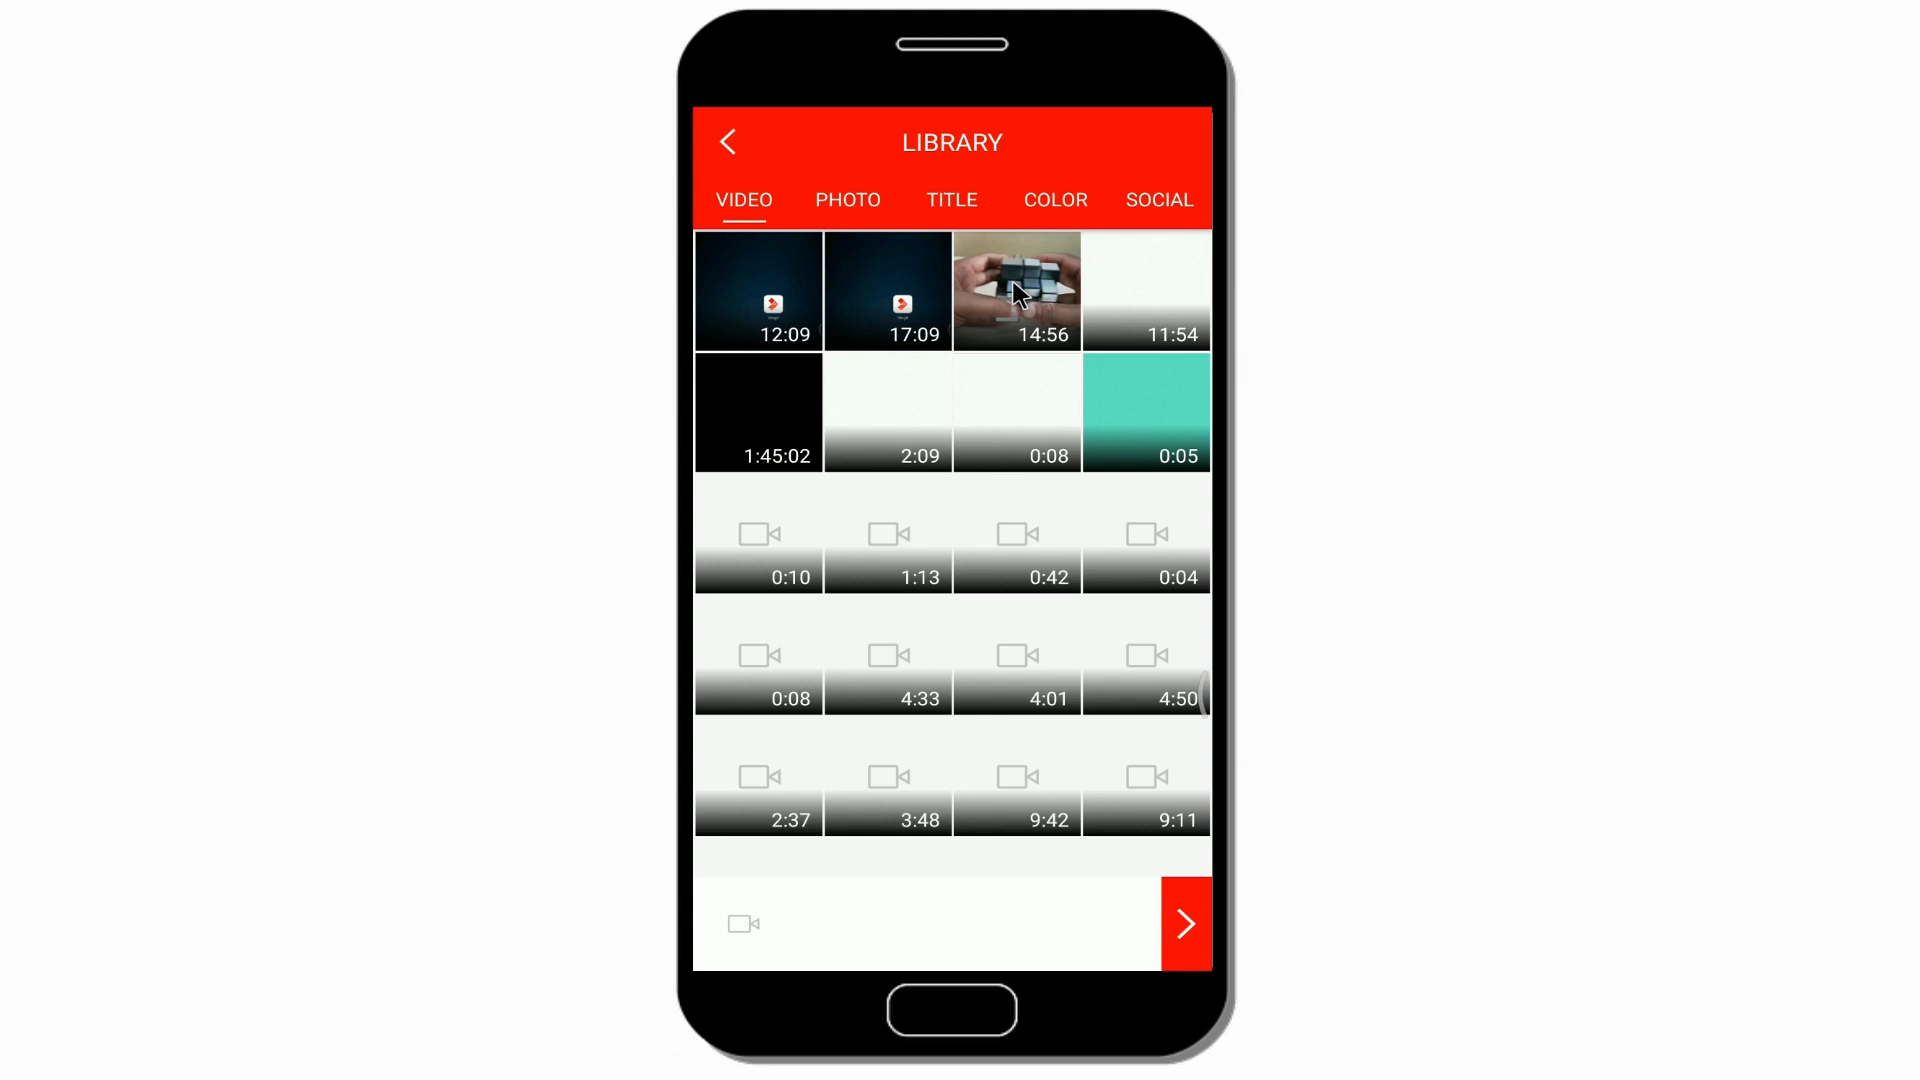 LIBRARY
VIDEO PHOTO TITLE COLOR SOCIAL
12:09 17:09 14:56 11:54
1:45:02 2:09 0:08 0:05
0:10 1:13 0:42 0:04
0:08 4:33 4:01 4:50
2:37 3:48 9:42 9:11